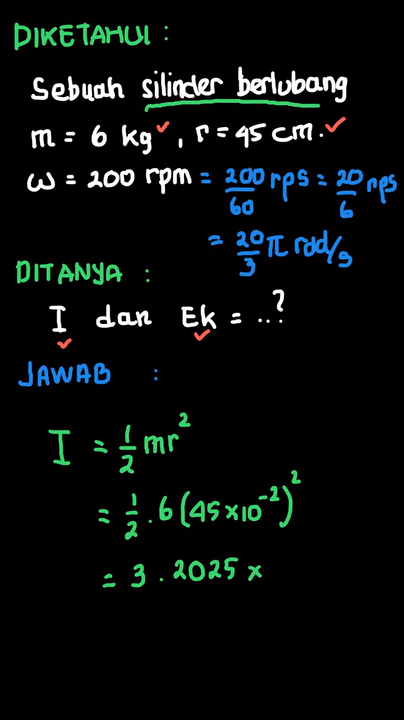 DIKETAHUI :
Sebuah silinder berlubang
m = 6 kg , r = 45 cm.
ω = 200 rpm = 200/60 rps = 20/6 rps
= 20/3 π rad/s
DITANYA :
I dan Ek = ..?
JAWAB :
I = 1/2 mr²
= 1/2 . 6 (45×10⁻²)²
= 3 . 2025 ×